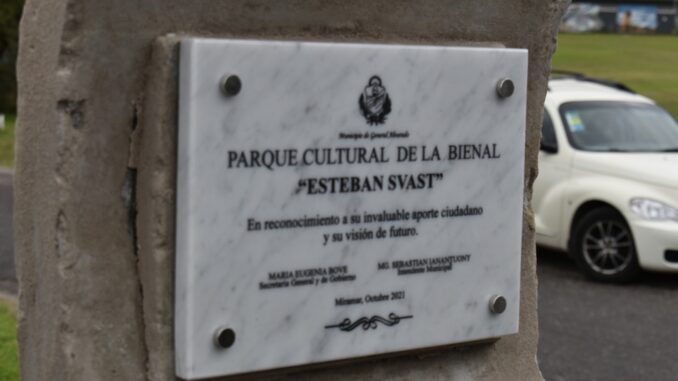 Municipio de General Alvarado
PARQUE CULTURAL DE LA BIENAL
"ESTEBAN SVAST"
En reconocimiento a su invaluable aporte ciudadano
y su visión de futuro.
MARIA EUGENIA BOVE MG. SEBASTIAN IANANTUONY
Secretaria General y de Gobierno Intendente Municipal
Miramar, Octubre 2021